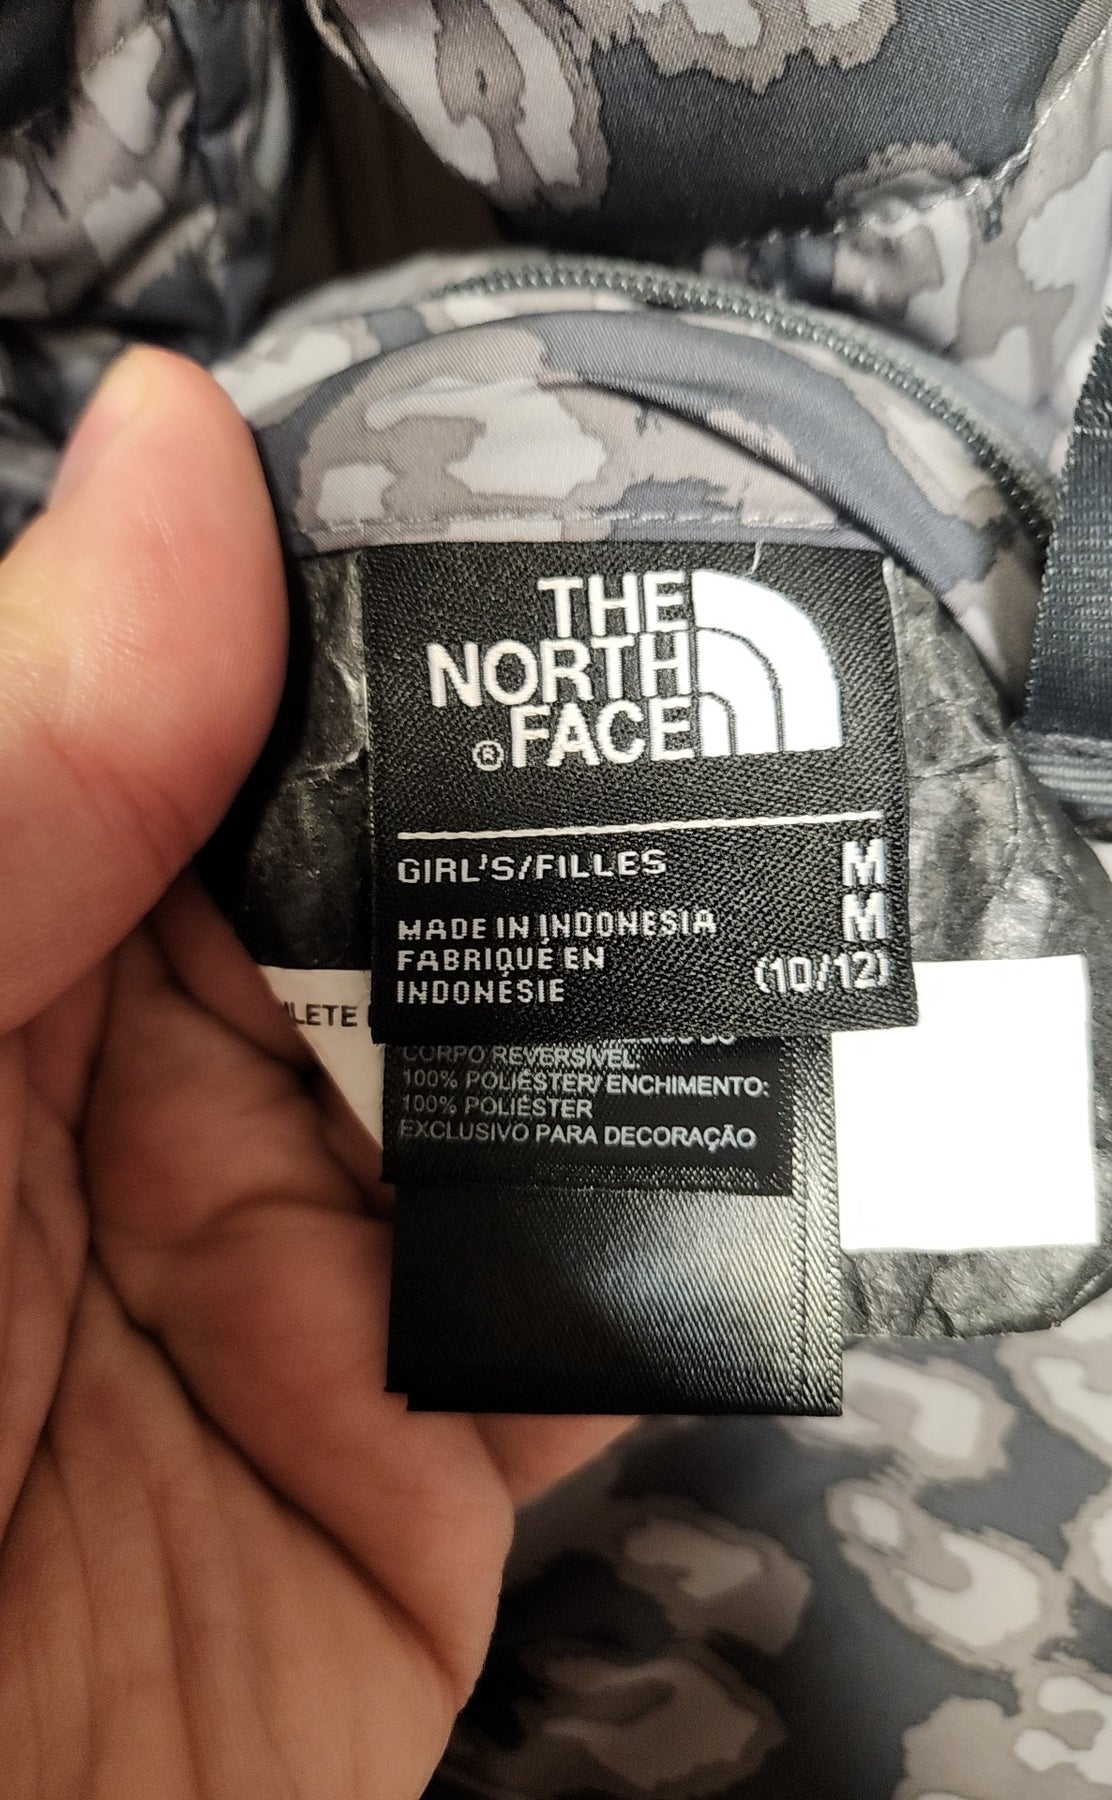 THE
NORTH
®FACE
GIRL'S/FILLES M
M
MADE IN INDONESIA
FABRIQUÉ EN
INDONÉSIE
(10/12)
CORPO REVERSÍVEL:
100% POLIÉSTER/ ENCHIMENTO:
100% POLIÉSTER
EXCLUSIVO PARA DECORAÇÃO